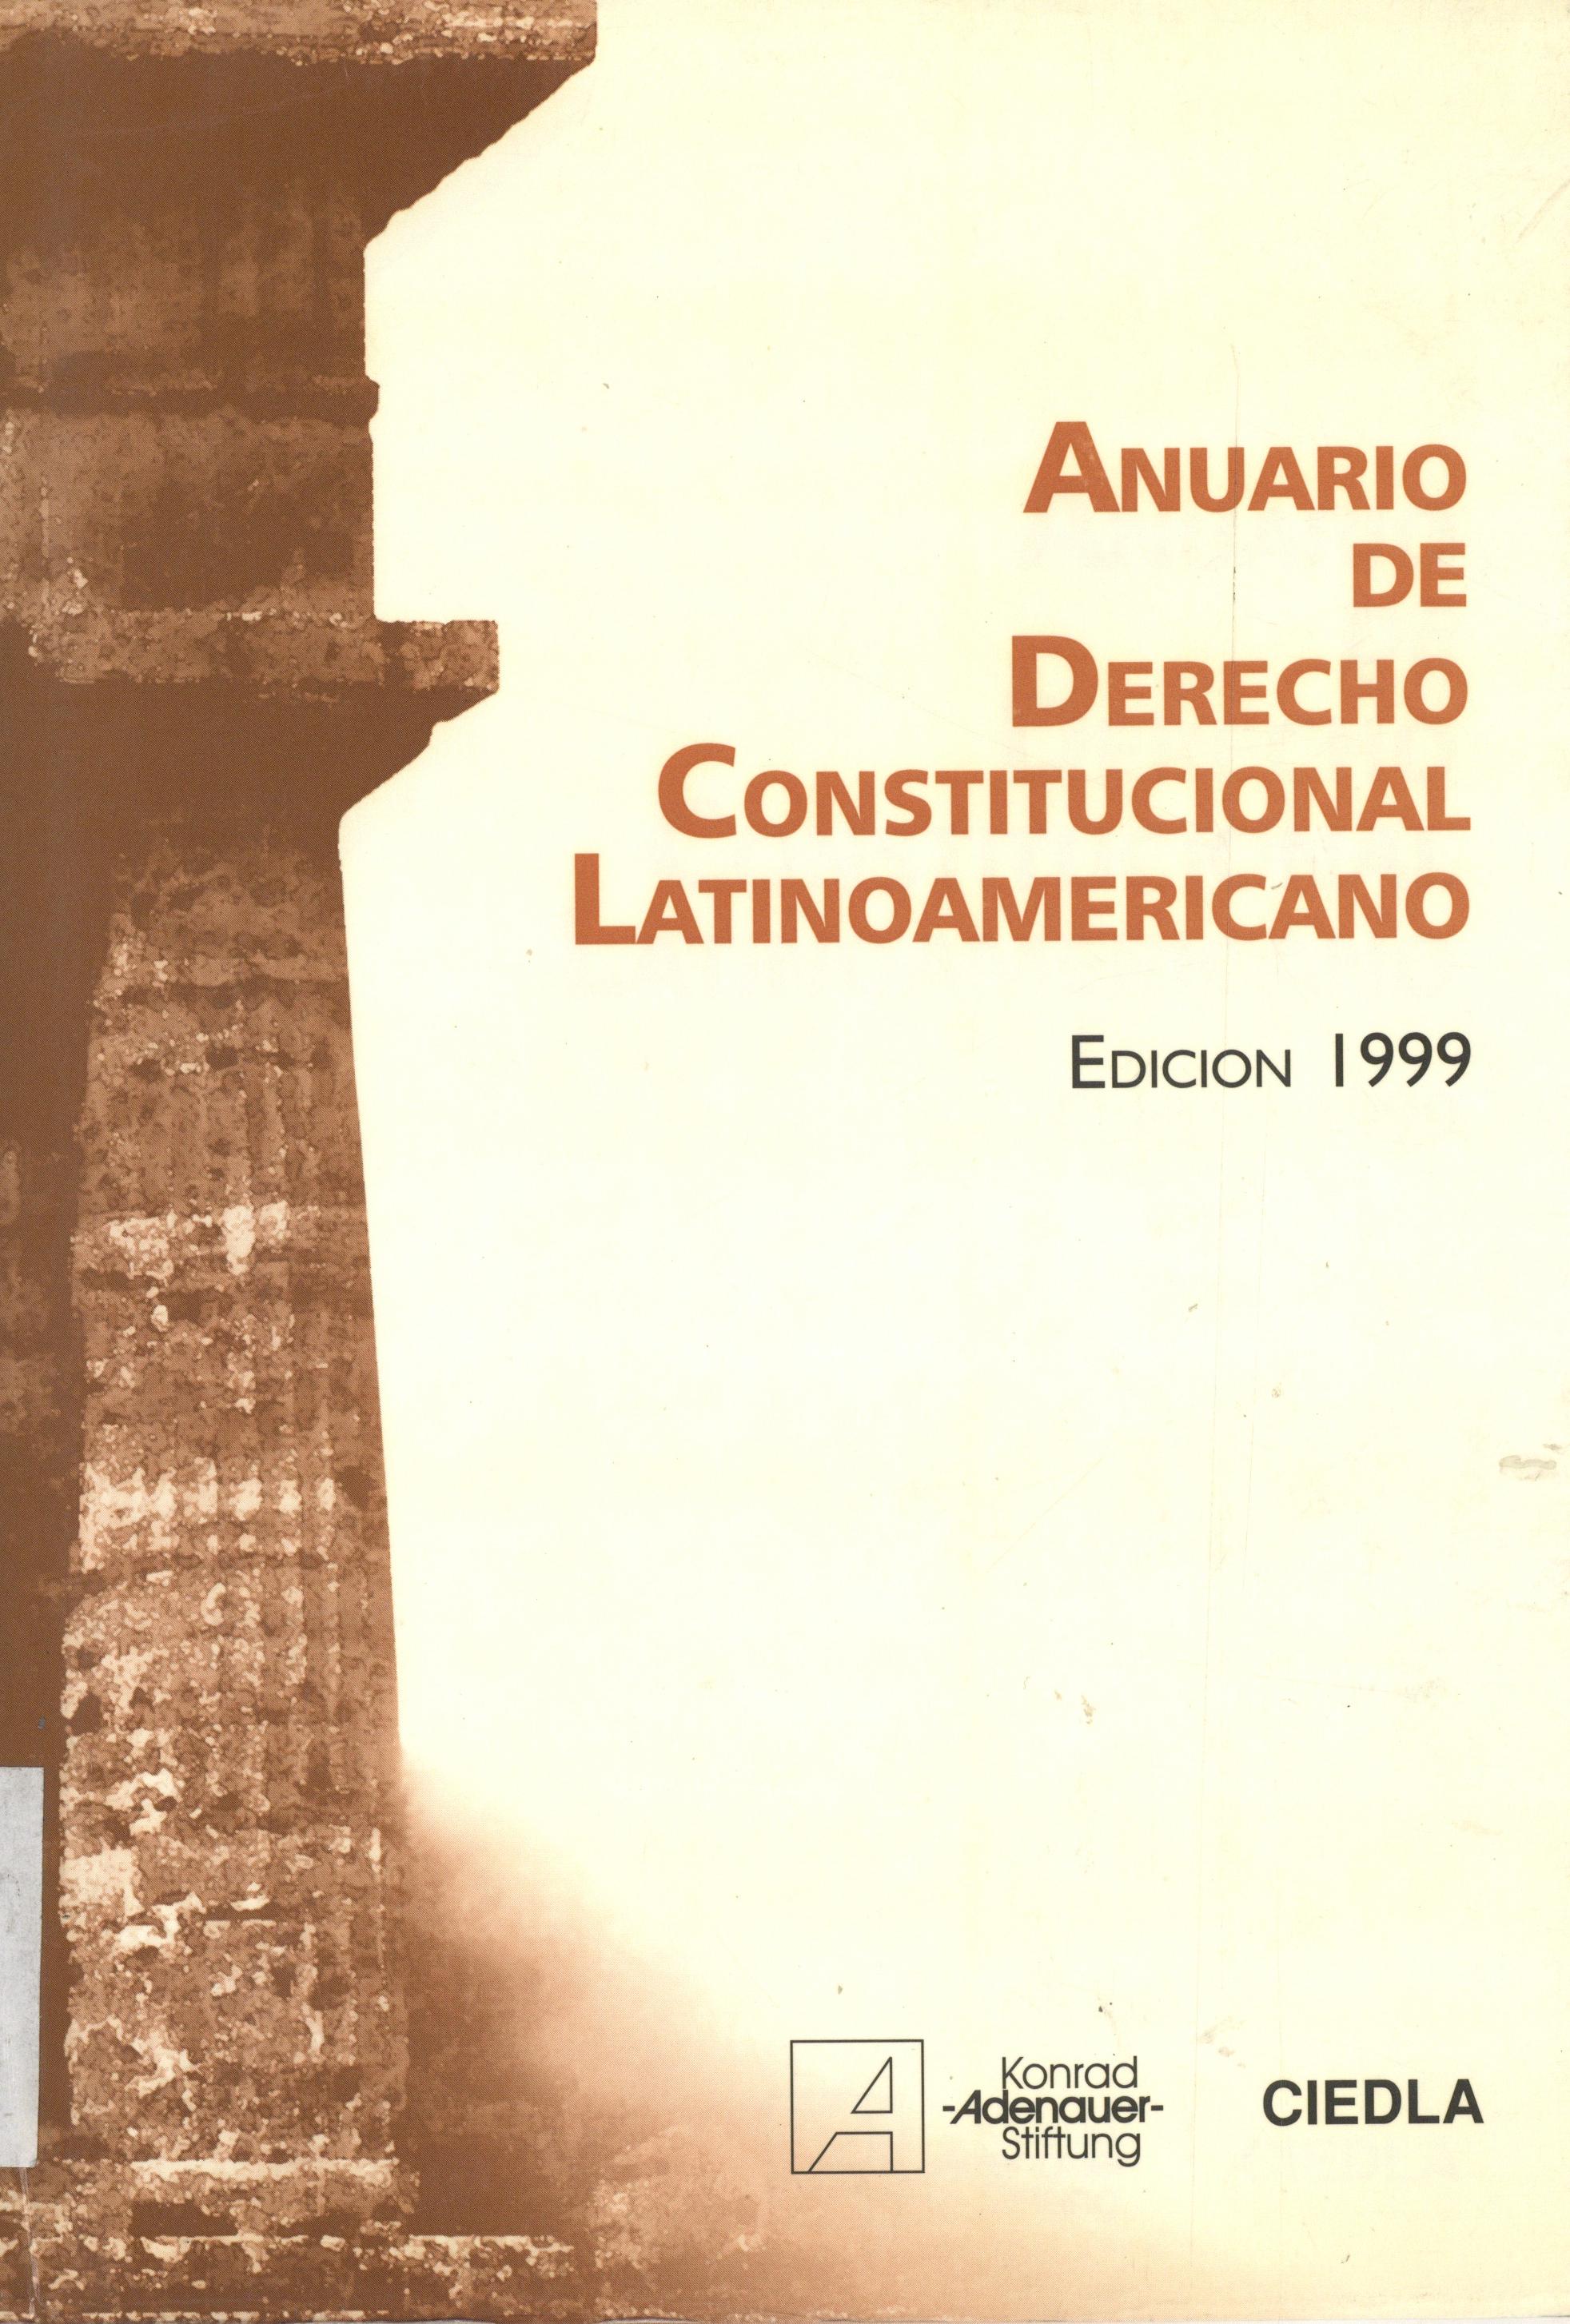 ANUARIO
DE
DERECHO
CONSTITUCIONAL
LATINOAMERICANO
EDICION 1999
Konrad
-Adenauer-
Stiftung
CIEDLA